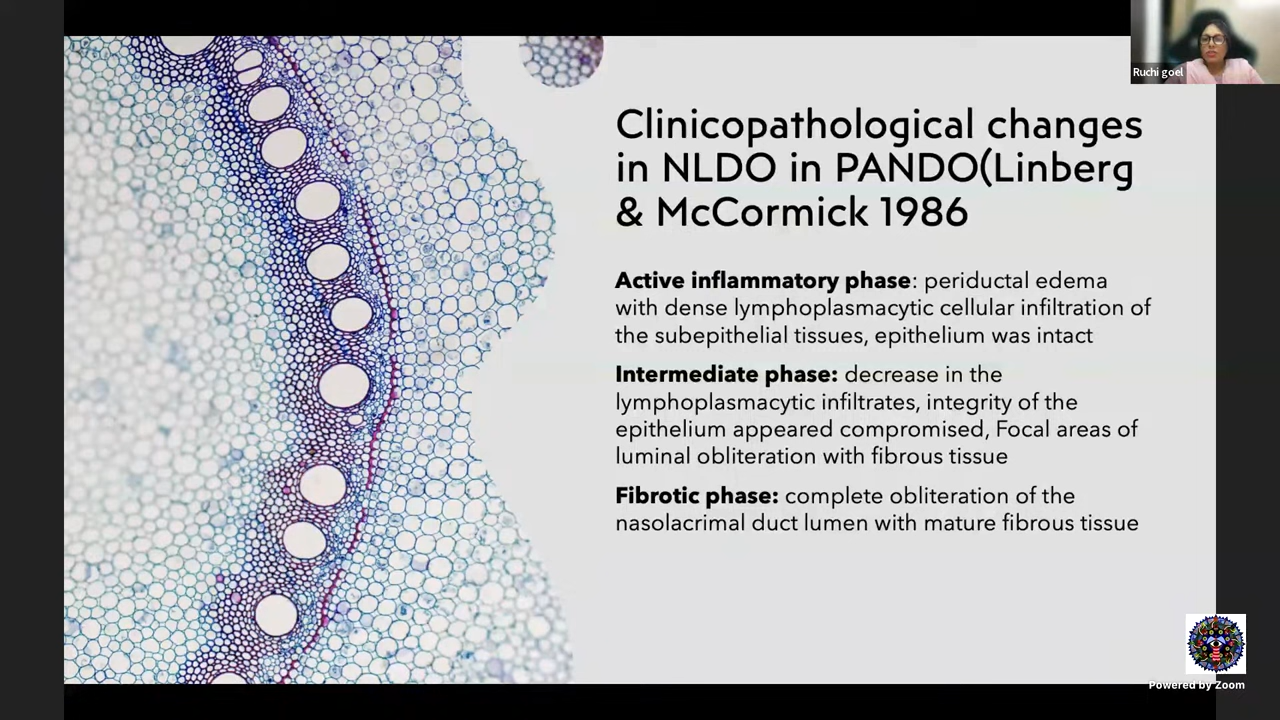 Ruchi goel
Clinicopathological changes
in NLDO in PANDO(Linberg
& McCormick 1986
Active inflammatory phase: periductal edema
with dense lymphoplasmacytic cellular infiltration of
the subepithelial tissues, epithelium was intact
Intermediate phase: decrease in the
lymphoplasmacytic infiltrates, integrity of the
epithelium appeared compromised, Focal areas of
luminal obliteration with fibrous tissue
Fibrotic phase: complete obliteration of the
nasolacrimal duct lumen with mature fibrous tissue
Powered by Zoom